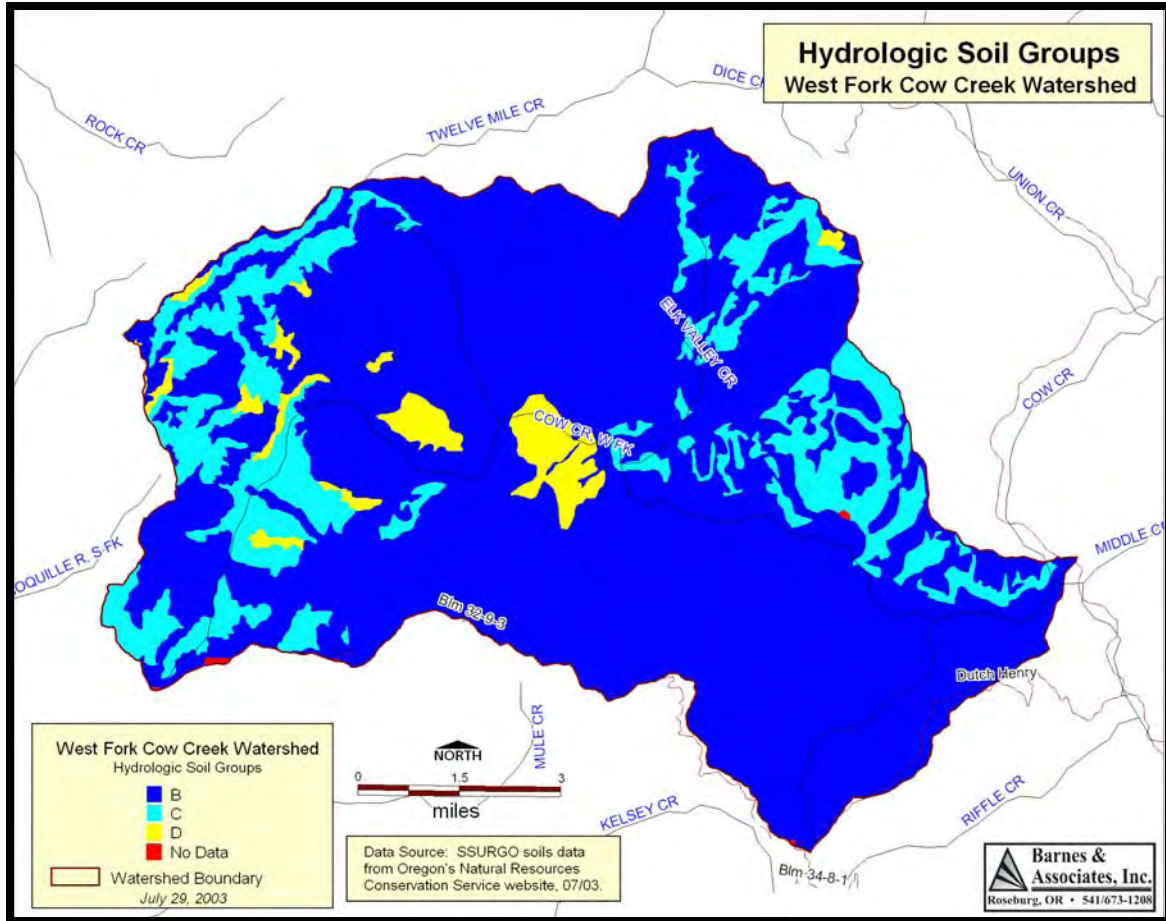 Hydrologic Soil Groups
West Fork Cow Creek Watershed
DICE
TWELVE MILE CR
ROCK CR
UNION CR
ELK VALLEY CR
COW CR
COW CR, W FK
MIDDLE
OQUILLE R, S FK
Blm 32-9-3
Dutch Henry
MULE CR
KELSEY CR
RIFFLE CR
Blm 34-8-1
West Fork Cow Creek Watershed
Hydrologic Soil Groups
B
C
D
No Data
Watershed Boundary
July 29, 2003
NORTH
0 1.5 3
miles
Data Source: SSURGO soils data
from Oregon's Natural Resources
Conservation Service website, 07/03.
Barnes &
Associates, Inc.
Roseburg, OR • 541/673-1208